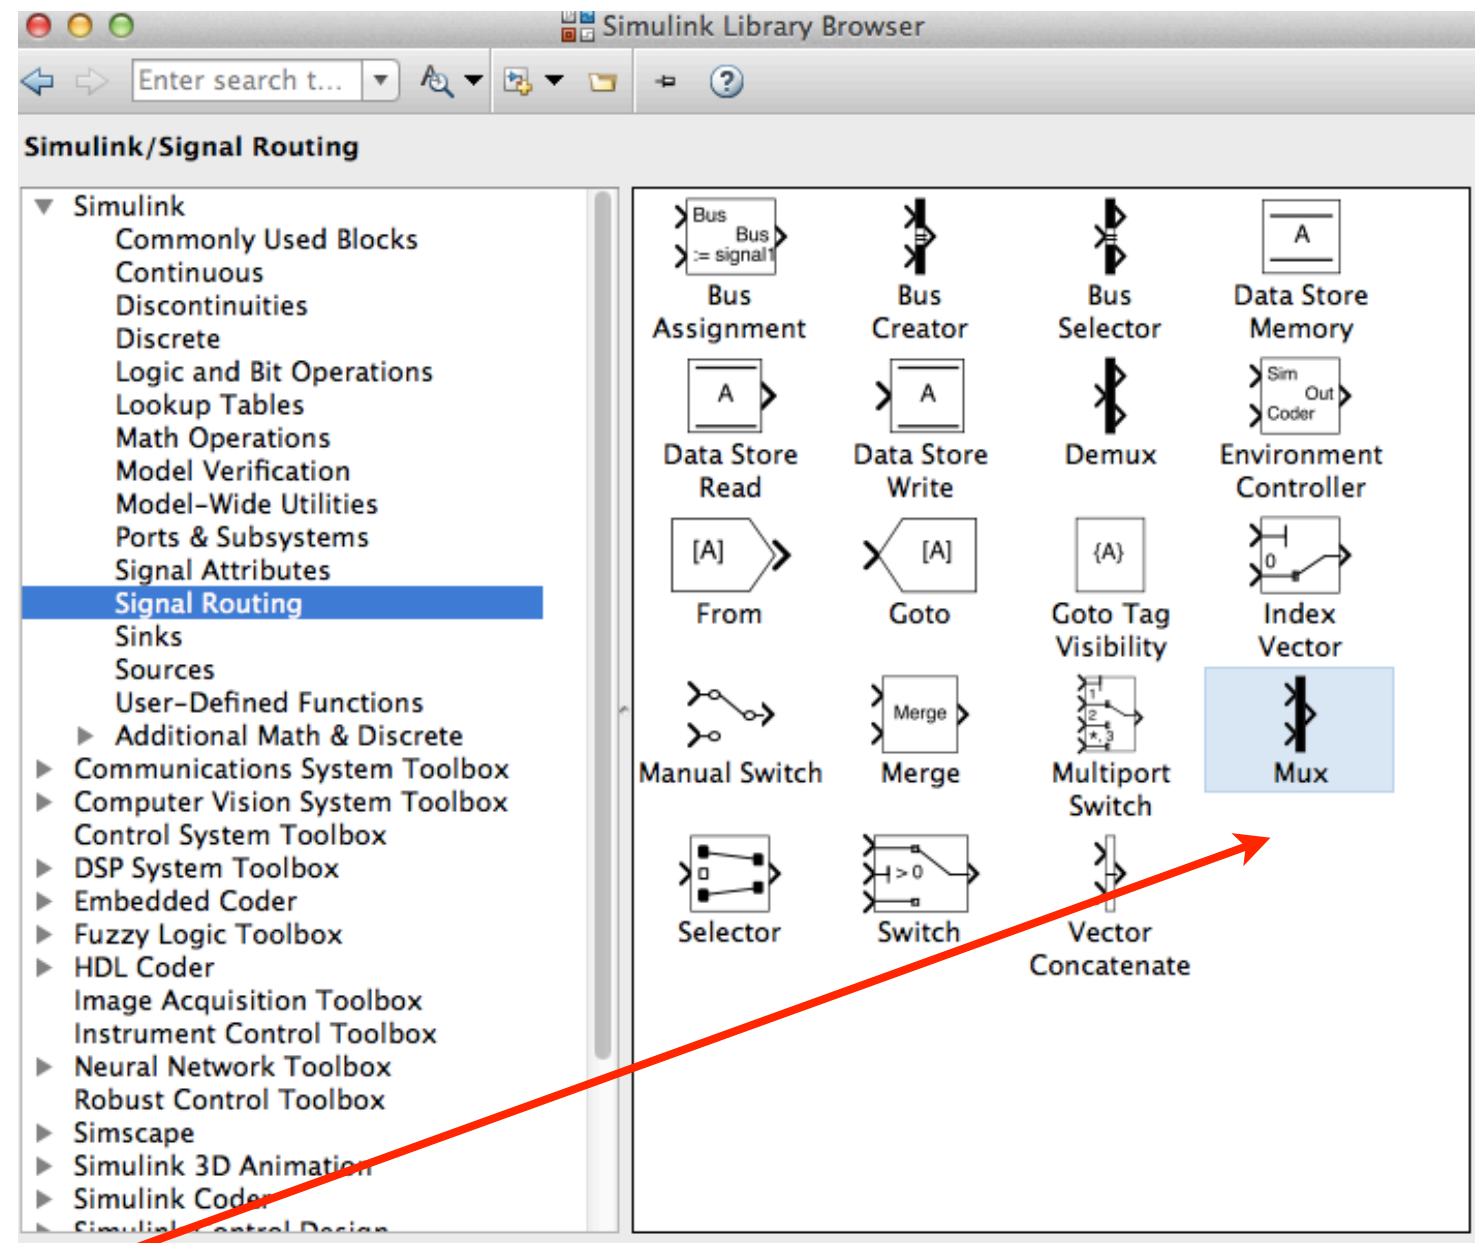 Simulink Library Browser
Enter search t...
Simulink/Signal Routing
Simulink
Commonly Used Blocks
Continuous
Discontinuities
Discrete
Logic and Bit Operations
Lookup Tables
Math Operations
Model Verification
Model-Wide Utilities
Ports & Subsystems
Signal Attributes
Signal Routing
Sinks
Sources
User-Defined Functions
Additional Math & Discrete
Communications System Toolbox
Computer Vision System Toolbox
Control System Toolbox
DSP System Toolbox
Embedded Coder
Fuzzy Logic Toolbox
HDL Coder
Image Acquisition Toolbox
Instrument Control Toolbox
Neural Network Toolbox
Robust Control Toolbox
Simscape
Simulink 3D Animation
Simulink Coder
Simulink Control Design
Bus
Bus
:= signal1
Bus
Assignment
Bus
Creator
Bus
Selector
A
Data Store
Memory
A
Data Store
Read
A
Data Store
Write
Demux
Sim
Out
Coder
Environment
Controller
[A]
From
[A]
Goto
{A}
Goto Tag
Visibility
0
Index
Vector
Manual Switch
Merge
Merge
1
2
*, 3
Multiport
Switch
Mux
Selector
> 0
Switch
Vector
Concatenate